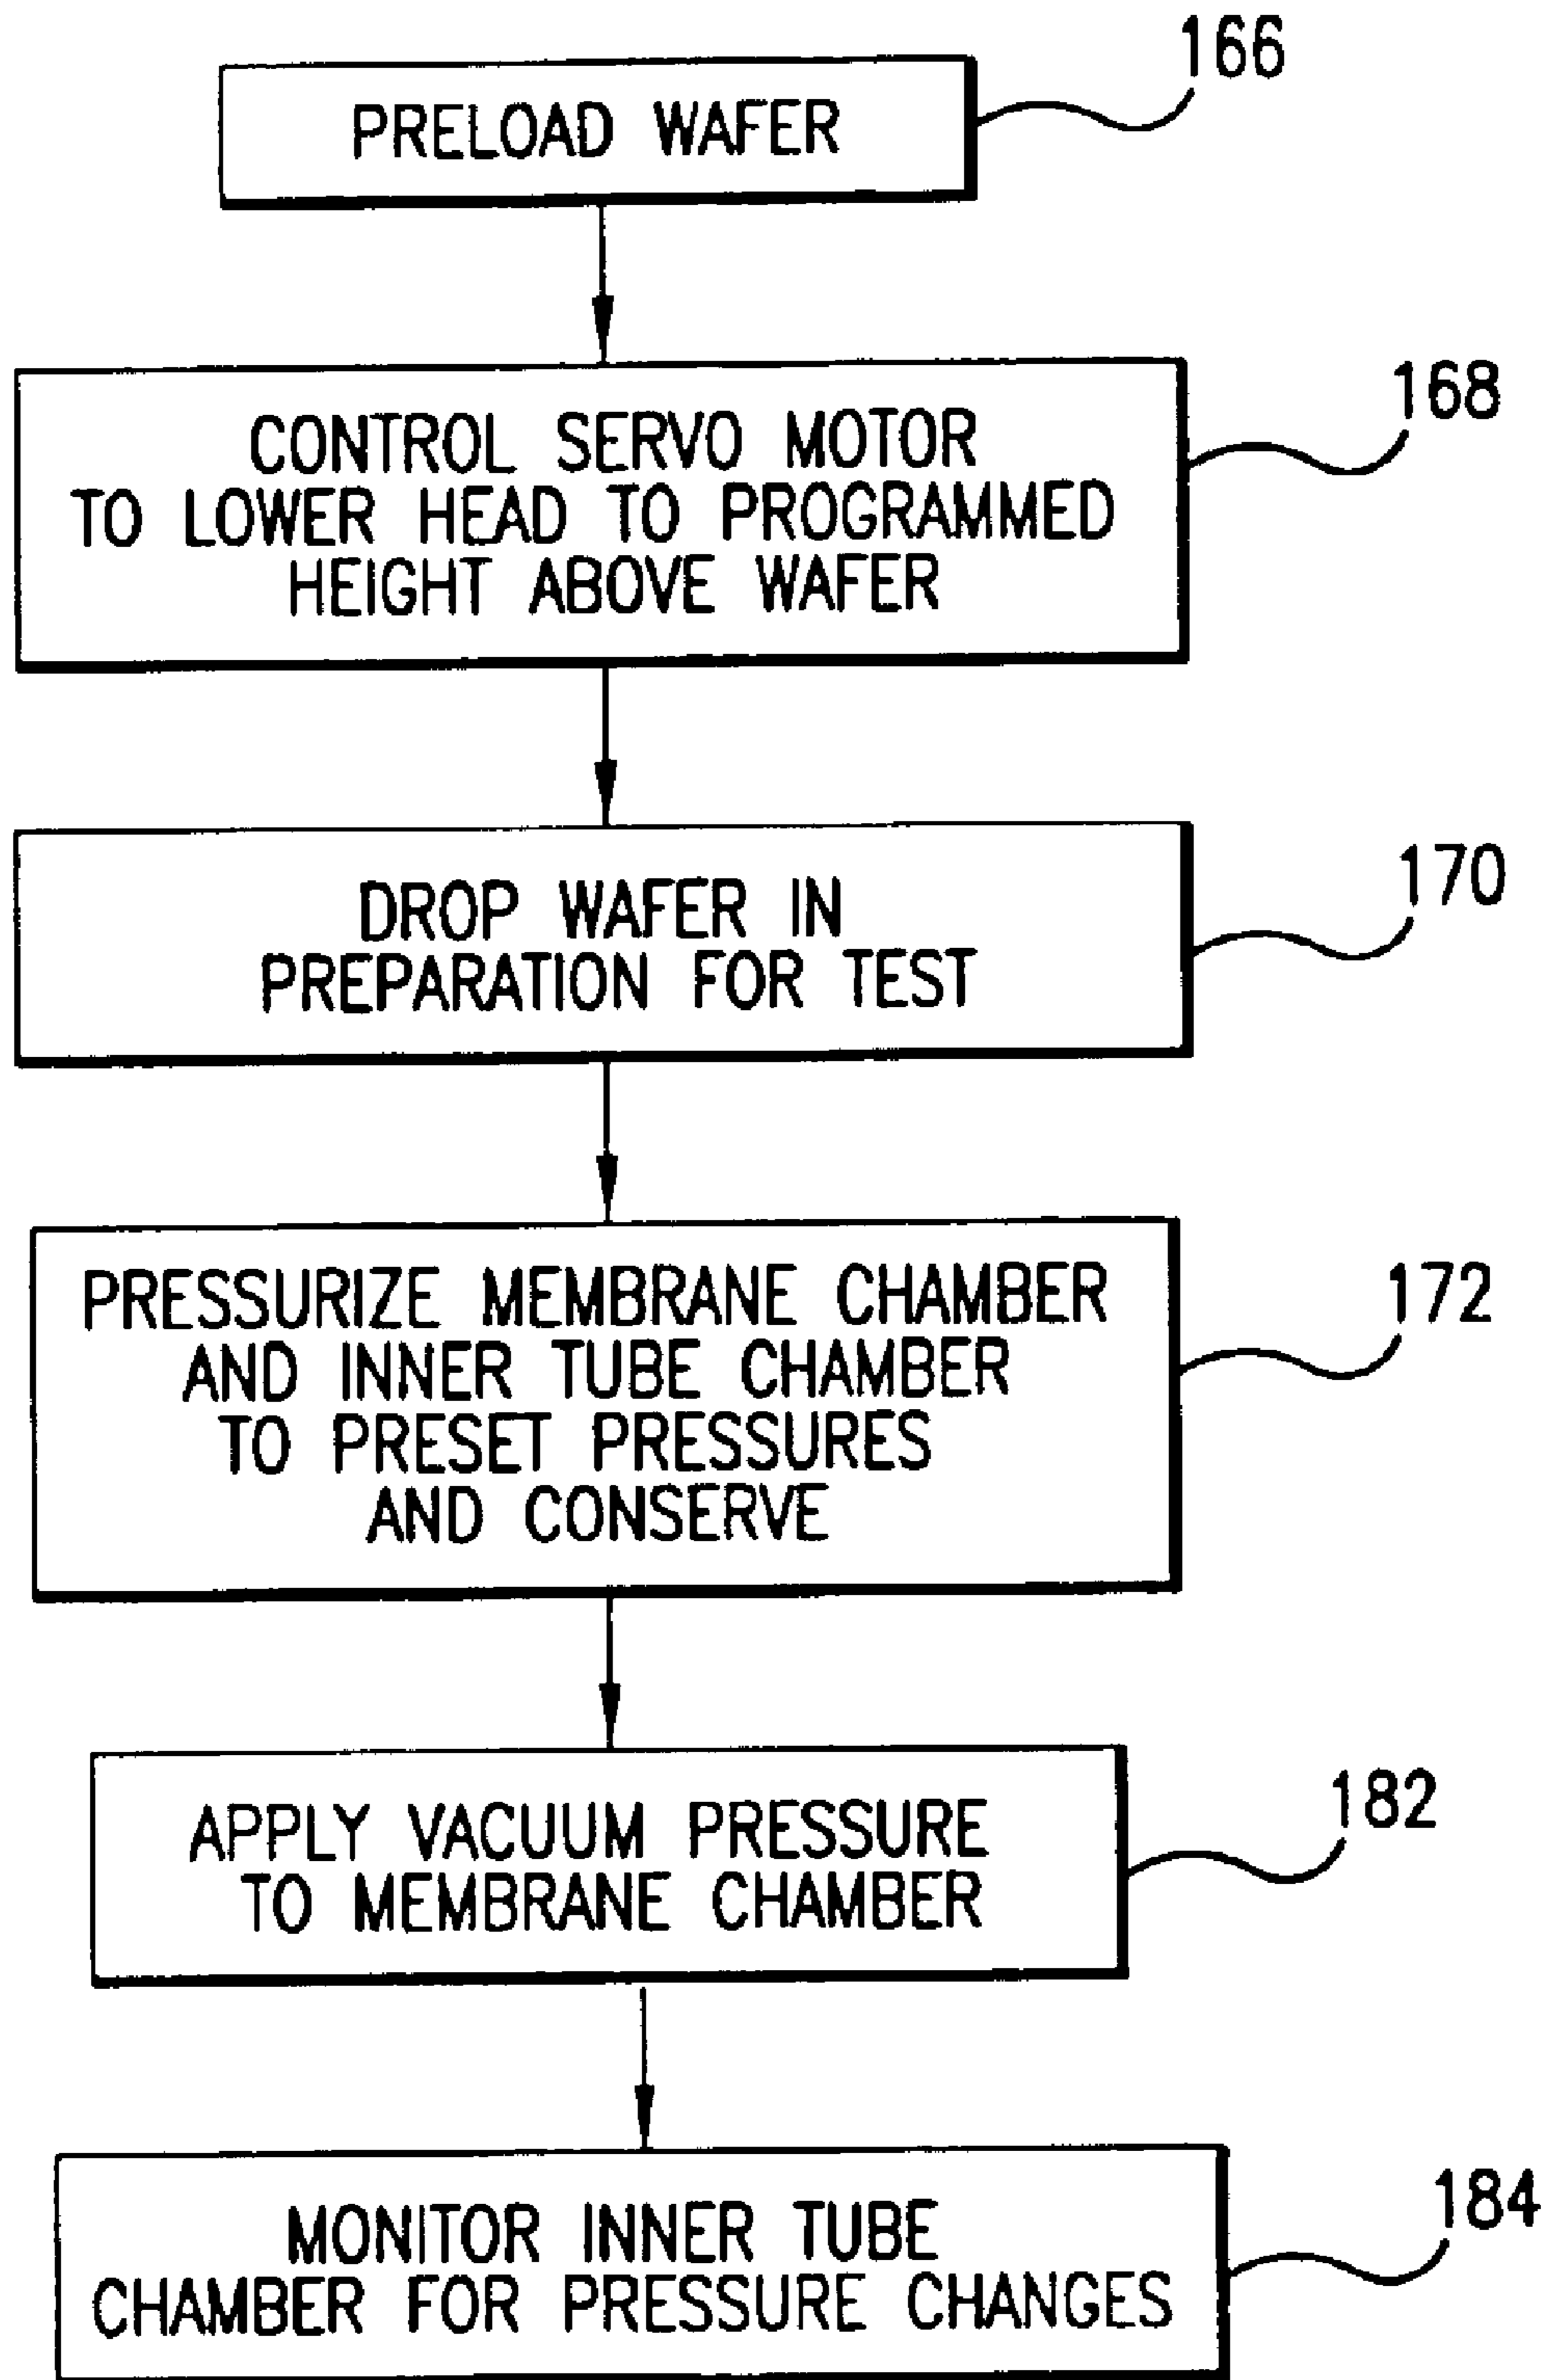 166
PRELOAD WAFER
168
CONTROL SERVO MOTOR
TO LOWER HEAD TO PROGRAMMED
HEIGHT ABOVE WAFER
170
DROP WAFER IN
PREPARATION FOR TEST
172
PRESSURIZE MEMBRANE CHAMBER
AND INNER TUBE CHAMBER
TO PRESET PRESSURES
AND CONSERVE
182
APPLY VACUUM PRESSURE
TO MEMBRANE CHAMBER
184
MONITOR INNER TUBE
CHAMBER FOR PRESSURE CHANGES